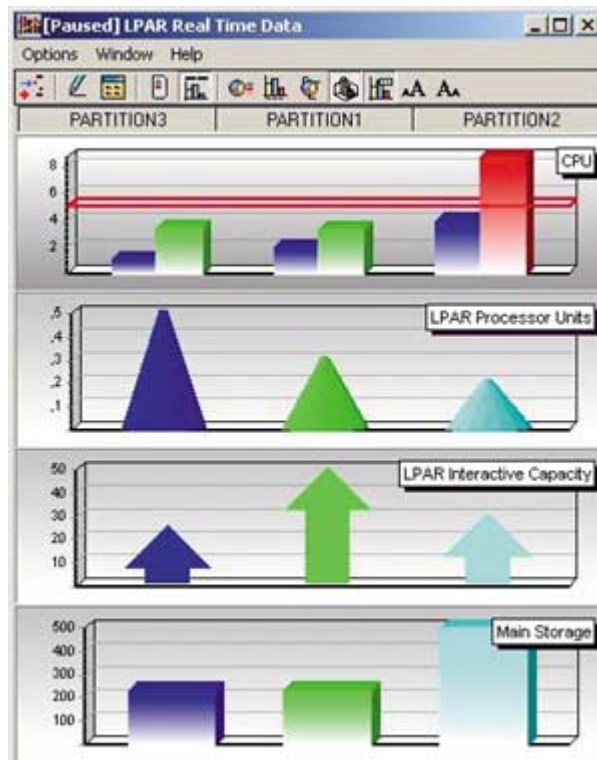 [Paused] LPAR Real Time Data
Options Window Help
AA AA
PARTITION3 PARTITION1 PARTITION2
CPU
8
6
4
2
LPAR Processor Units
.5
.4
.3
.2
.1
LPAR Interactive Capacity
50
40
30
20
10
Main Storage
500
400
300
200
100